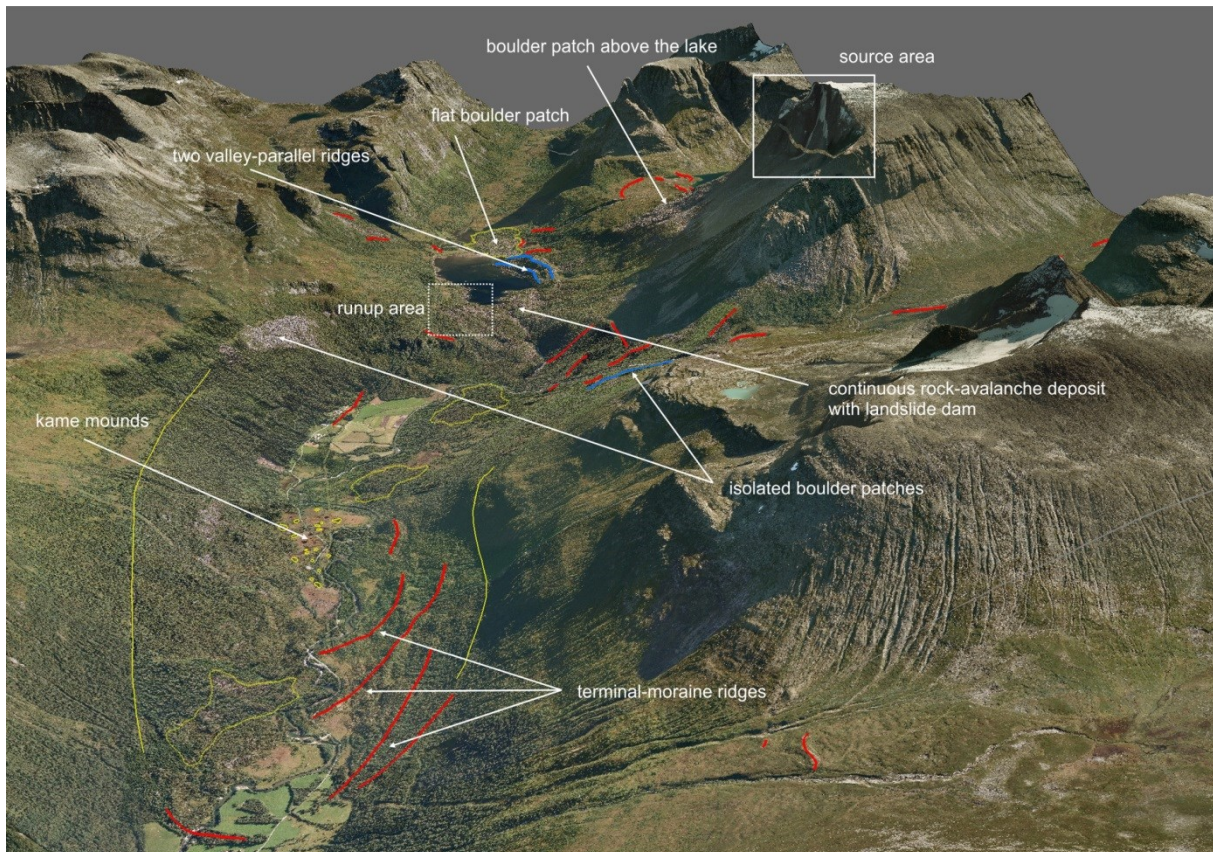 boulder patch above the lake
source area
flat boulder patch
two valley-parallel ridges
runup area
continuous rock-avalanche deposit
with landslide dam
kame mounds
isolated boulder patches
terminal-moraine ridges